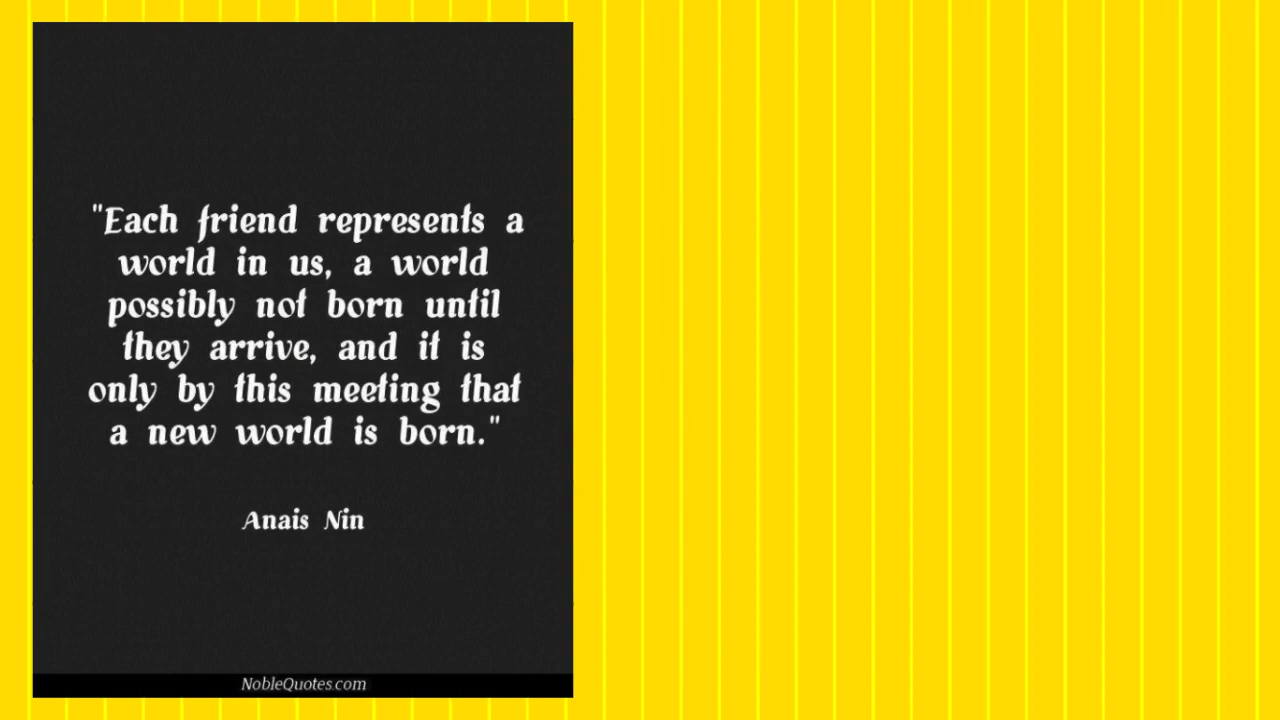 "Each friend represents a
world in us, a world
possibly not born until
they arrive, and it is
only by this meeting that
a new world is born."
Anais Nin
NobleQuotes.com